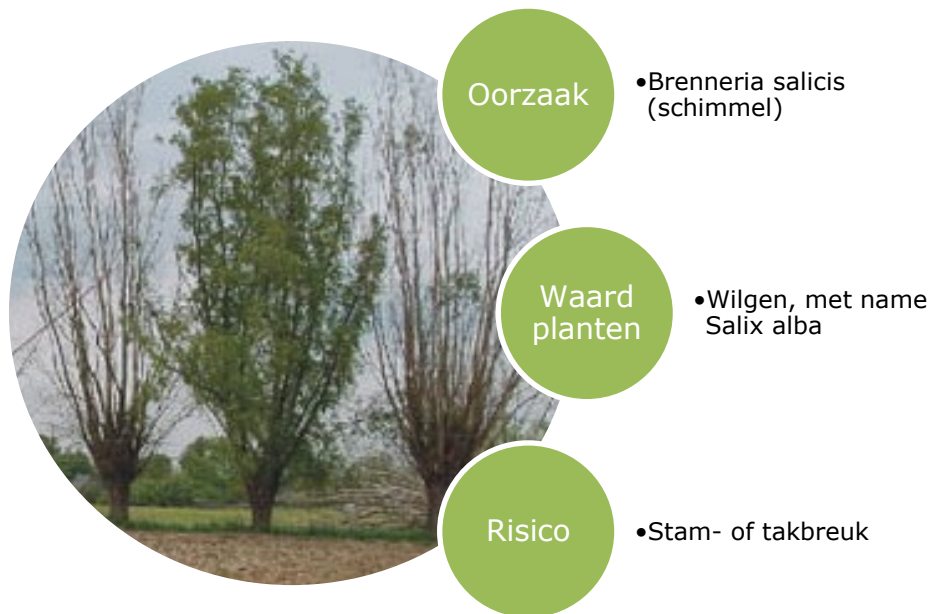 Oorzaak
•Brenneria salicis
(schimmel)
Waard
planten
•Wilgen, met name
Salix alba
Risico
•Stam- of takbreuk